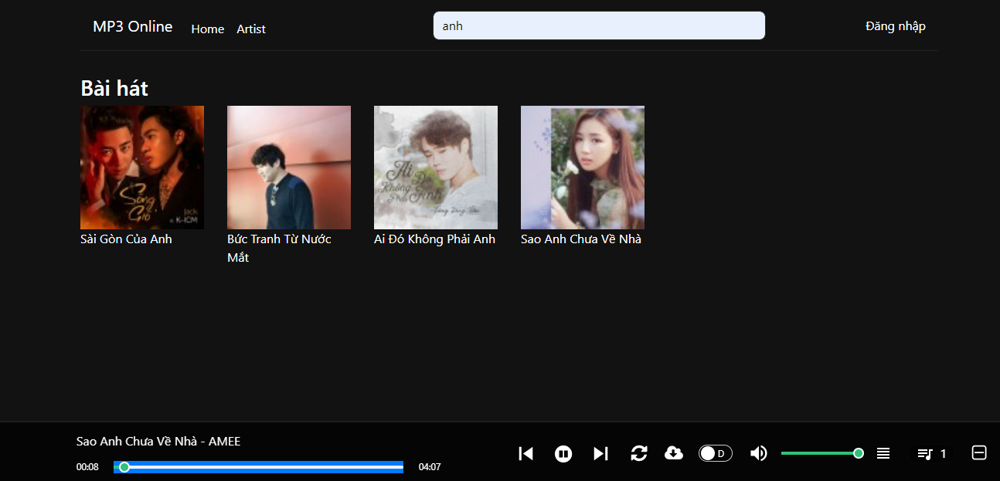 MP3 Online
Home
Artist
anh
Đăng nhập
Bài hát
Sóng
Gió
Jack
K-ICM
Ai
Đó
Không
Phải
Anh
Sài Gòn Của Anh
Bức Tranh Từ Nước
Mắt
Ai Đó Không Phải Anh
Sao Anh Chưa Về Nhà
Sao Anh Chưa Về Nhà - AMEE
00:08
04:07
D
1